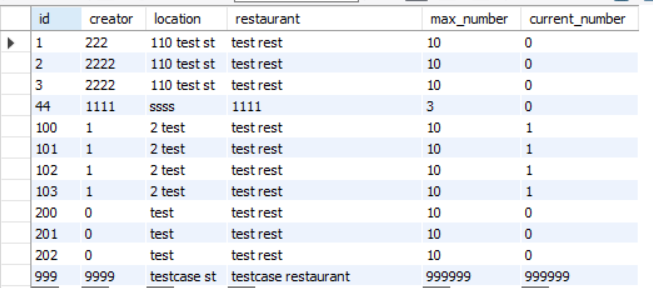 id creator location restaurant max_number current_number
1 222 110 test st test rest 10 0
2 2222 110 test st test rest 10 0
3 2222 110 test st test rest 10 0
44 1111 ssss 1111 3 0
100 1 2 test test rest 10 1
101 1 2 test test rest 10 1
102 1 2 test test rest 10 1
103 1 2 test test rest 10 1
200 0 test test rest 10 0
201 0 test test rest 10 0
202 0 test test rest 10 0
999 9999 testcase st testcase restaurant 999999 999999